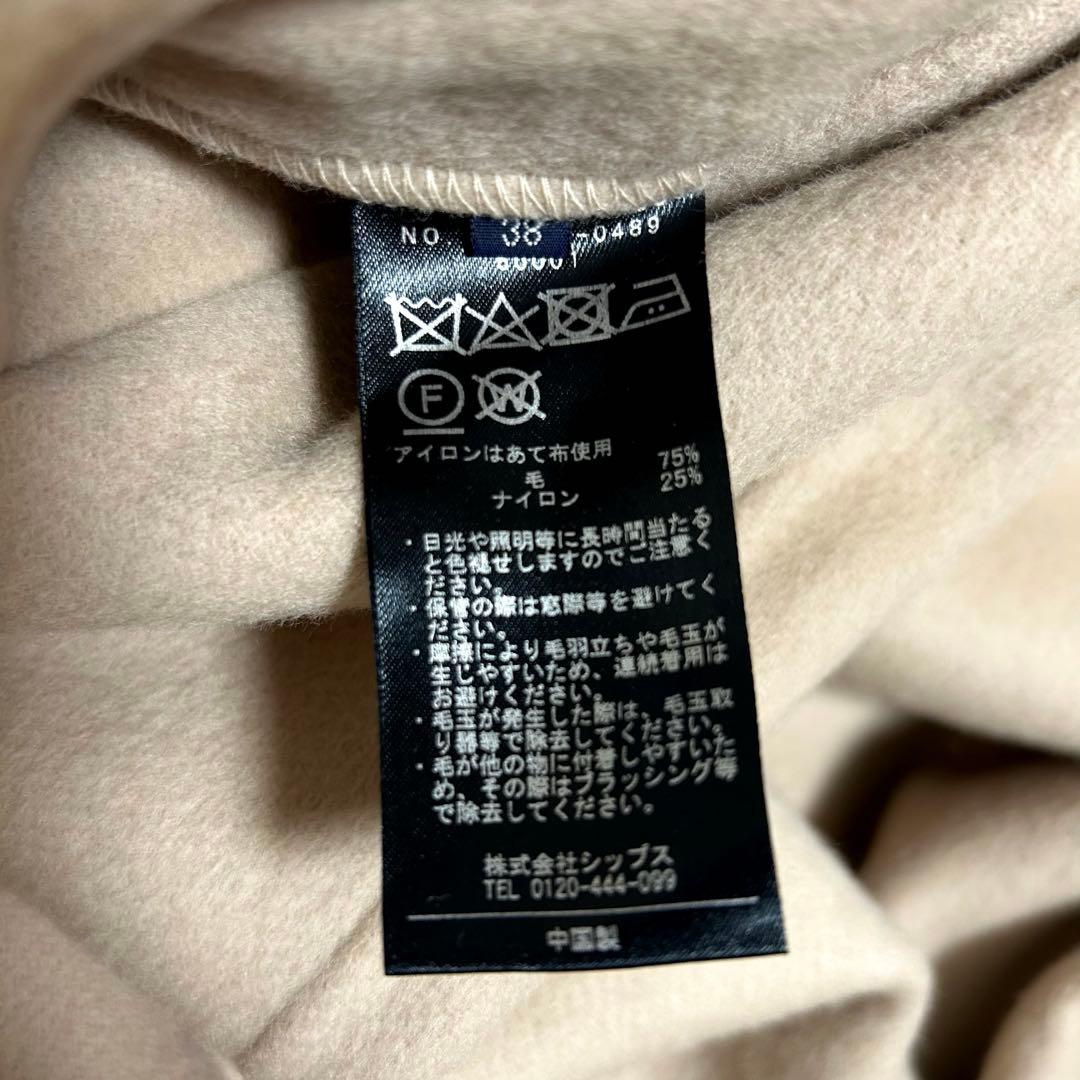 NO 38 -0489
F
W
アイロンはあて布使用
毛 75%
ナイロン 25%
・日光や照明等に長時間当たる
と色褪せしますのでご注意く
ださい。
・保管の際は窓際等を避けてく
ださい。
・摩擦により毛羽立ちや毛玉が
生じやすいため、連続着用は
お避けください。
・毛玉が発生した際は、毛玉取
り器等で除去してください。
・毛が他の物に付着しやすいた
め、その際はブラッシング等
で除去してください。
株式会社シップス
TEL 0120-444-099
中国製